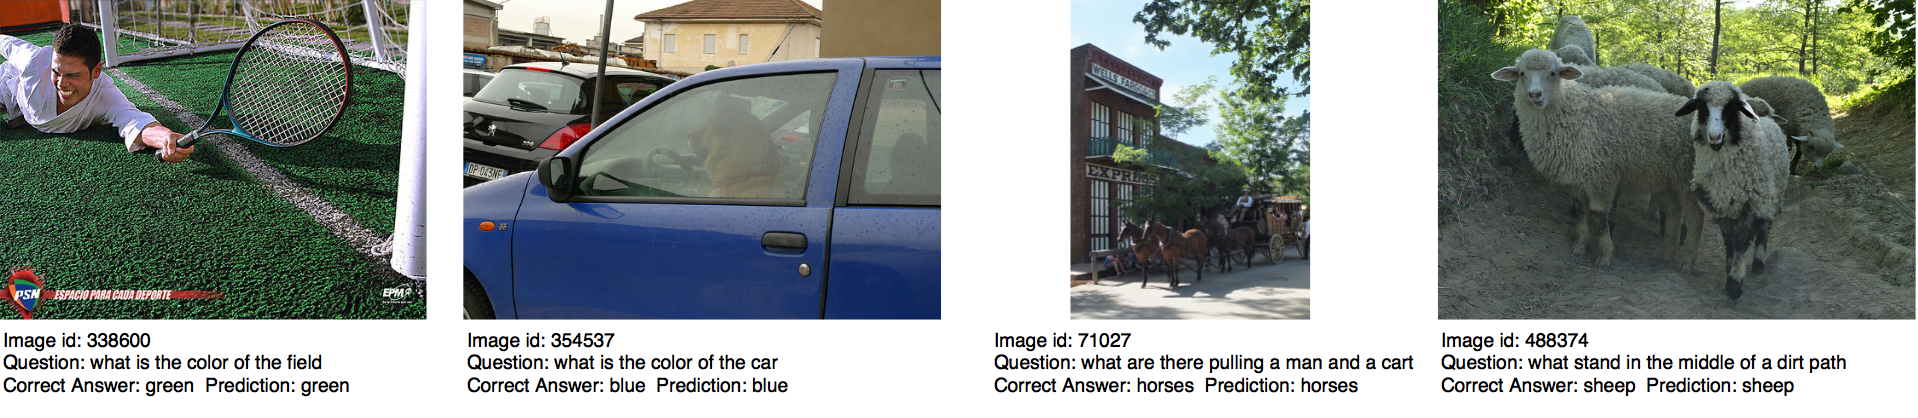 PSN ESPACIO PARA CADA DEPORTE
EPM
308
DP 043NE
55
WELLS FARGO & CO
EXPRESS
Image id: 338600
Question: what is the color of the field
Correct Answer: green Prediction: green
Image id: 354537
Question: what is the color of the car
Correct Answer: blue Prediction: blue
Image id: 71027
Question: what are there pulling a man and a cart
Correct Answer: horses Prediction: horses
Image id: 488374
Question: what stand in the middle of a dirt path
Correct Answer: sheep Prediction: sheep